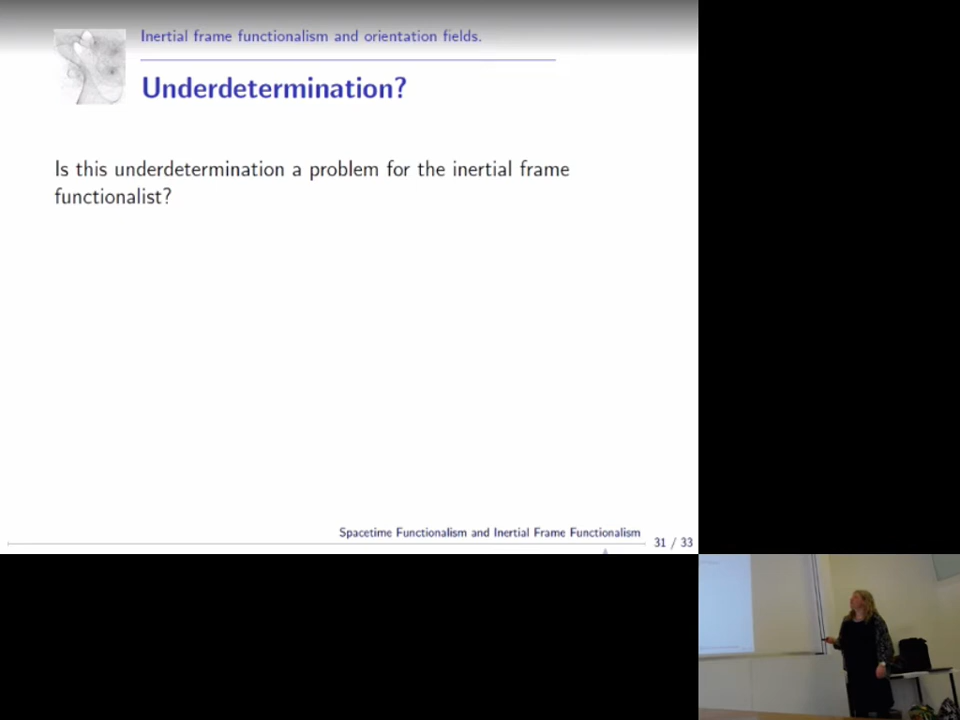 Inertial frame functionalism and orientation fields.
Underdetermination?
Is this underdetermination a problem for the inertial frame
functionalist?
Spacetime Functionalism and Inertial Frame Functionalism
31 / 33